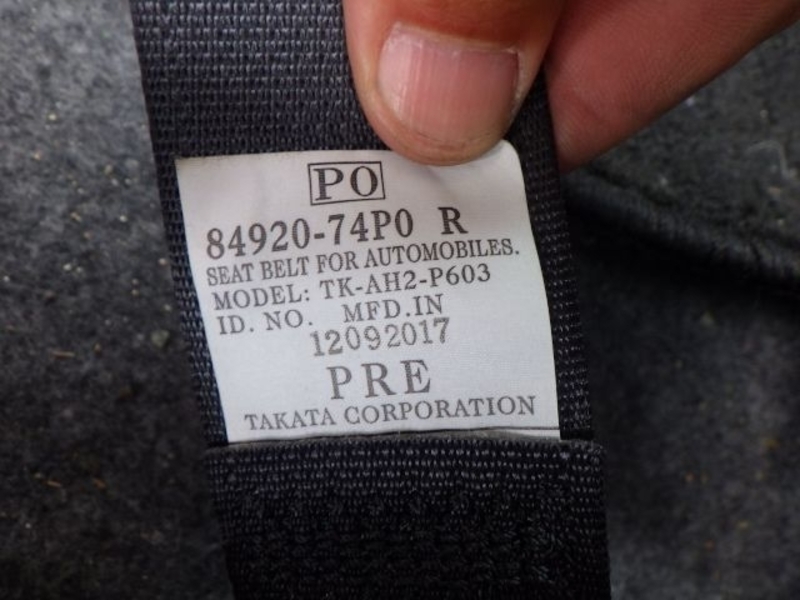 PO
84920-74P0 R
SEAT BELT FOR AUTOMOBILES.
MODEL: TK-AH2-P603
ID. NO. MFD.IN
12092017
PRE
TAKATA CORPORATION